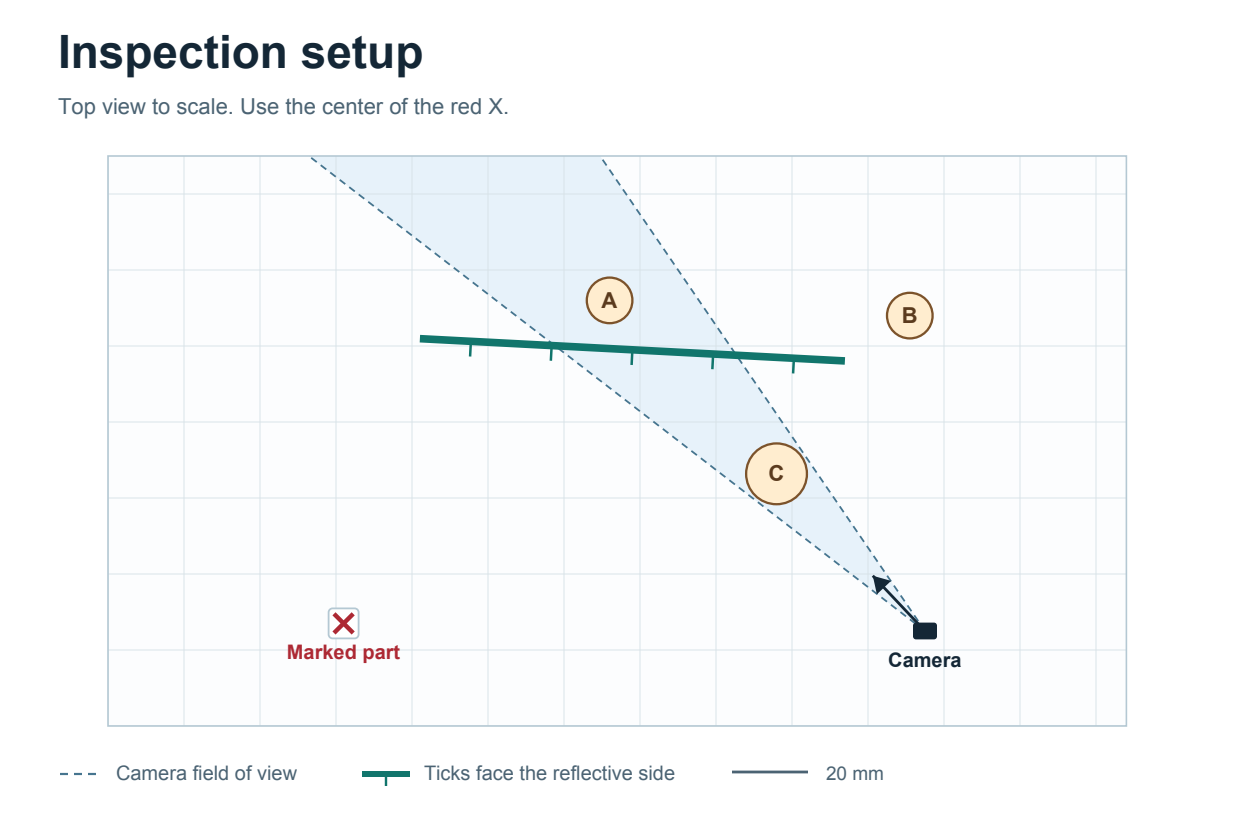 Inspection setup
Top view to scale. Use the center of the red X.
A
B
C
Marked part
Camera
Camera field of view
Ticks face the reflective side
20 mm